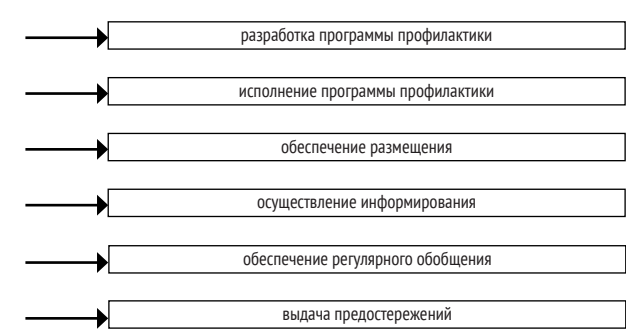 разработка программы профилактики
исполнение программы профилактики
обеспечение размещения
осуществление информирования
обеспечение регулярного обобщения
выдача предостережений